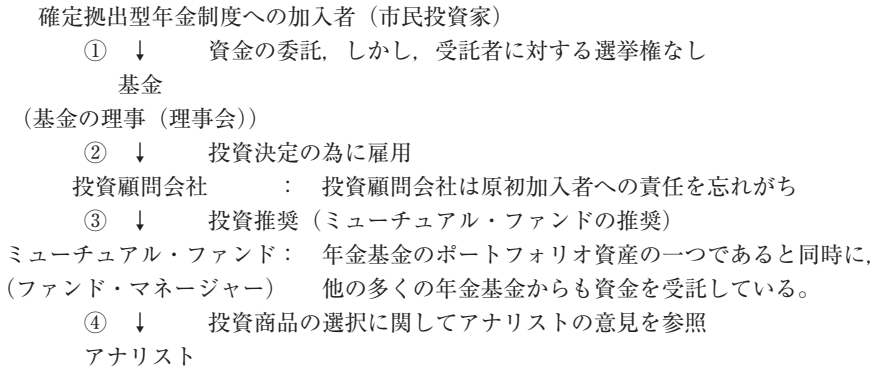 確定拠出型年金制度への加入者（市民投資家）
① ↓ 資金の委託，しかし，受託者に対する選挙権なし
基金
（基金の理事（理事会））
② ↓ 投資決定の為に雇用
投資顧問会社 ： 投資顧問会社は原初加入者への責任を忘れがち
③ ↓ 投資推奨（ミューチュアル・ファンドの推奨）
ミューチュアル・ファンド： 年金基金のポートフォリオ資産の一つであると同時に，
（ファンド・マネージャー） 他の多くの年金基金からも資金を受託している。
④ ↓ 投資商品の選択に関してアナリストの意見を参照
アナリスト